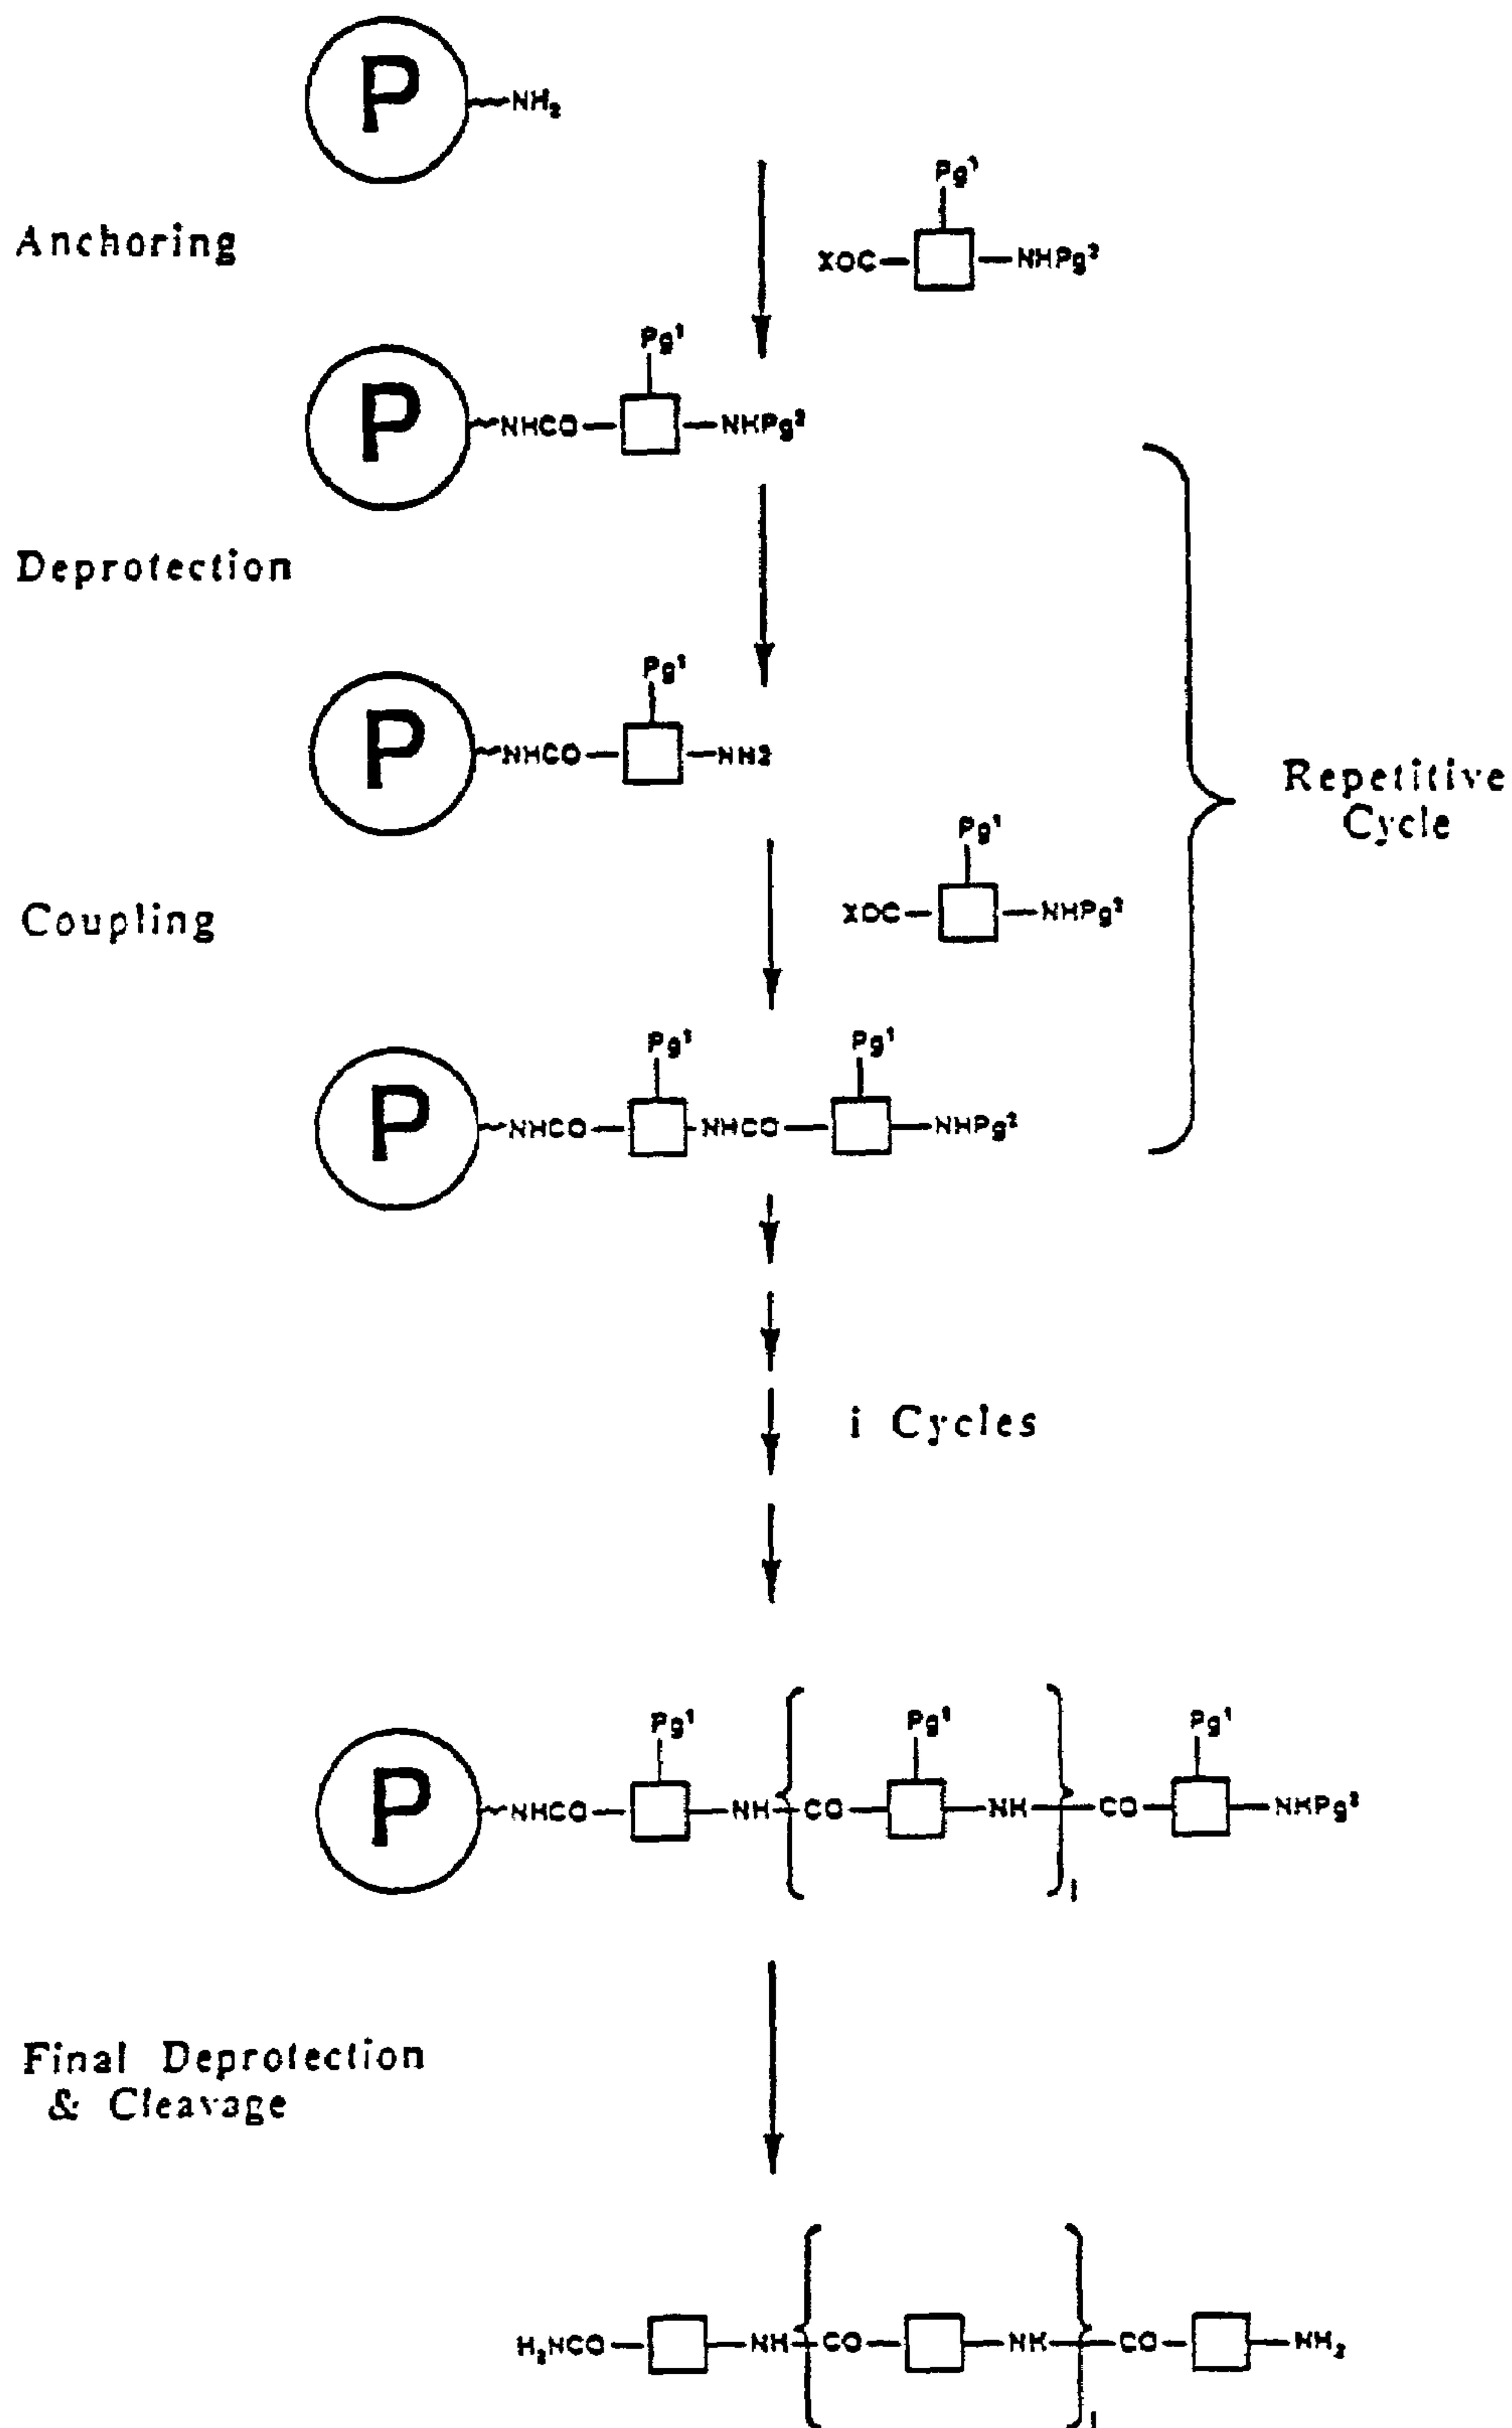 P ~NH₂
Pg¹
Anchoring
XOC— —NHPg²
Pg¹
P ~NHCO— —NHPg²
Deprotection
Pg¹
P ~NHCO— —NH2
Repetitive
Cycle
Pg¹
Coupling
XOC— —NHPg²
Pg¹ Pg¹
P ~NHCO— -NHCO— —NHPg²
i Cycles
Pg¹ Pg¹ Pg¹
P ~NHCO— —NH{CO— —NH}CO— —NHPg²
i
Final Deprotection
& Cleavage
H₂NCO— —NH{CO— —NH}CO— —NH₂
i